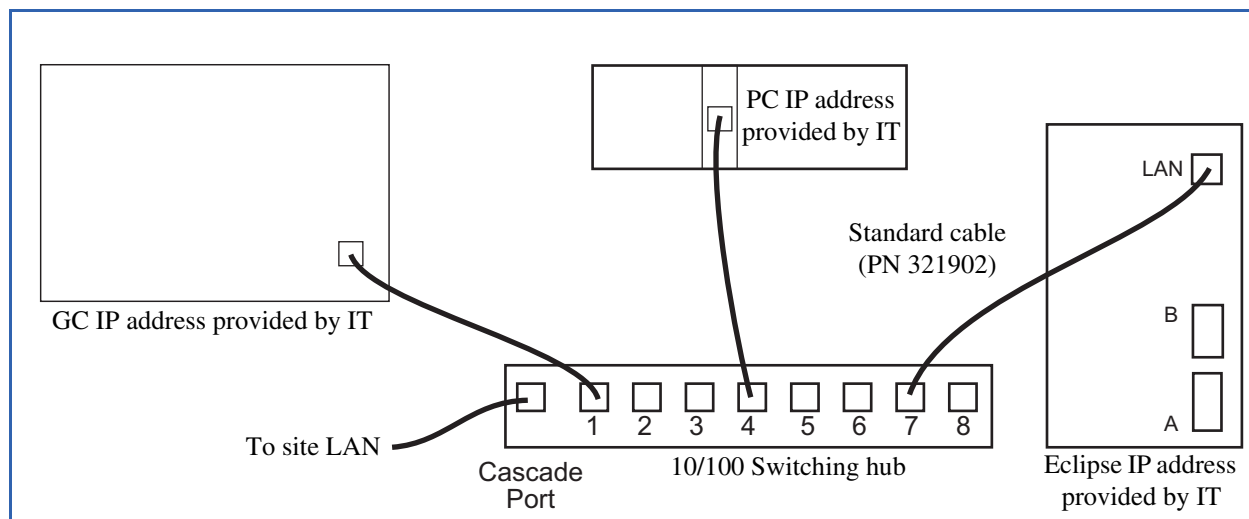 PC IP address
provided by IT
LAN
Standard cable
(PN 321902)
GC IP address provided by IT
B
A
1 2 3 4 5 6 7 8
To site LAN
Cascade
Port
10/100 Switching hub
Eclipse IP address
provided by IT